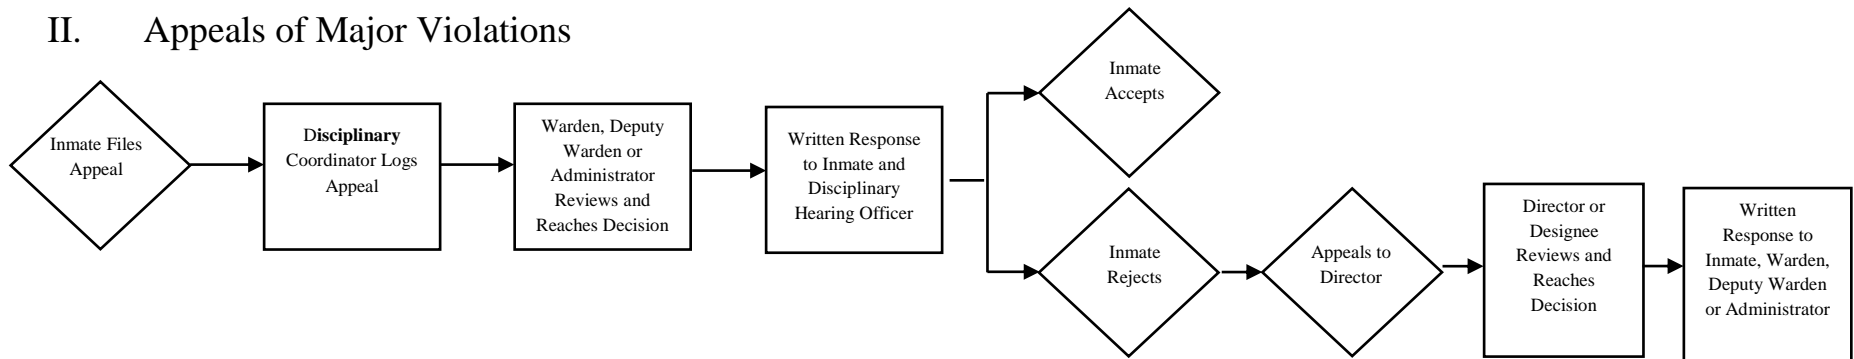 II. Appeals of Major Violations
Inmate Files
Appeal
Disciplinary
Coordinator Logs
Appeal
Warden, Deputy
Warden or
Administrator
Reviews and
Reaches Decision
Written Response
to Inmate and
Disciplinary
Hearing Officer
Inmate
Accepts
Inmate
Rejects
Appeals to
Director
Director or
Designee
Reviews and
Reaches
Decision
Written
Response to
Inmate, Warden,
Deputy Warden
or Administrator